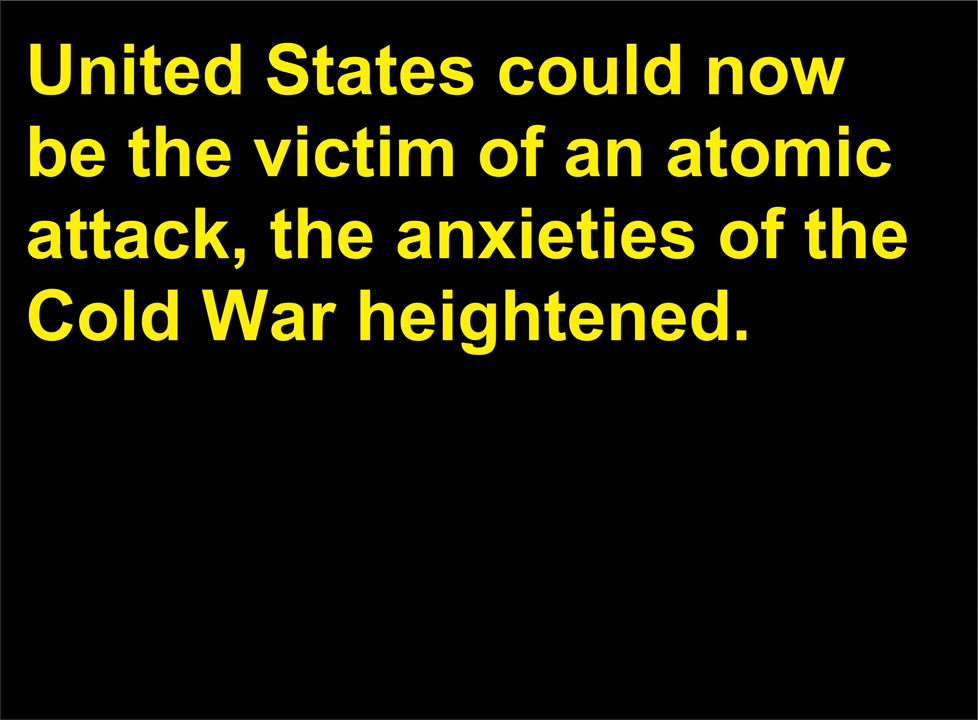 United States could now
be the victim of an atomic
attack, the anxieties of the
Cold War heightened.